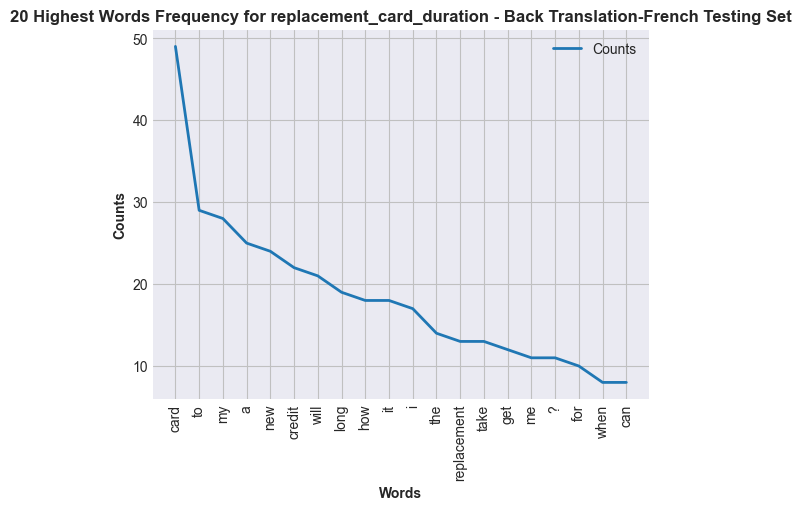 20 Highest Words Frequency for replacement_card_duration - Back Translation-French Testing Set
Counts
50
40
30
20
10
Counts
card
to
my
a
new
credit
will
long
how
it
i
the
replacement
take
get
me
?
for
when
can
Words